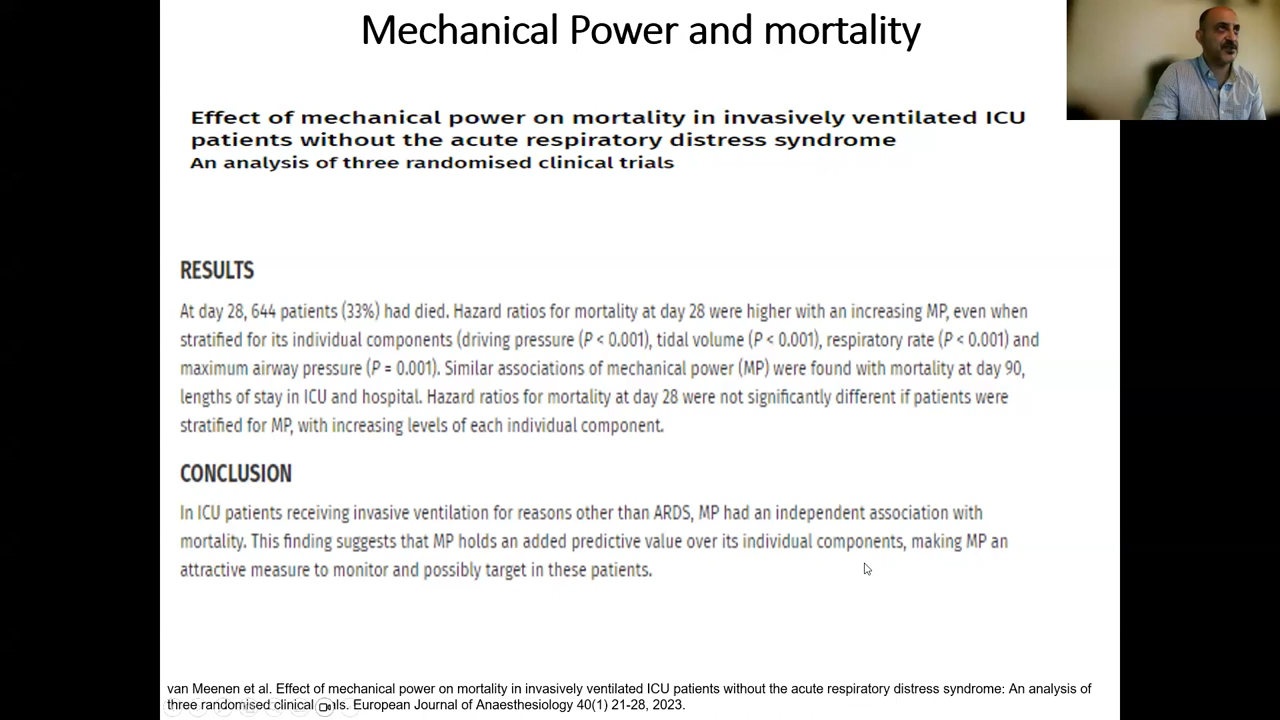 Mechanical Power and mortality
Effect of mechanical power on mortality in invasively ventilated ICU
patients without the acute respiratory distress syndrome
An analysis of three randomised clinical trials
RESULTS
At day 28, 644 patients (33%) had died. Hazard ratios for mortality at day 28 were higher with an increasing MP, even when
stratified for its individual components (driving pressure (P < 0.001), tidal volume (P < 0.001), respiratory rate (P < 0.001) and
maximum airway pressure (P = 0.001). Similar associations of mechanical power (MP) were found with mortality at day 90,
lengths of stay in ICU and hospital. Hazard ratios for mortality at day 28 were not significantly different if patients were
stratified for MP, with increasing levels of each individual component.
CONCLUSION
In ICU patients receiving invasive ventilation for reasons other than ARDS, MP had an independent association with
mortality. This finding suggests that MP holds an added predictive value over its individual components, making MP an
attractive measure to monitor and possibly target in these patients.
van Meenen et al. Effect of mechanical power on mortality in invasively ventilated ICU patients without the acute respiratory distress syndrome: An analysis of
three randomised clinical European Journal of Anaesthesiology 40(1) 21-28, 2023.